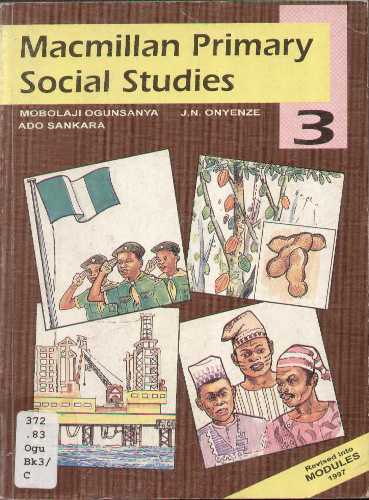 Macmillan Primary
Social Studies
MOBOLAJI OGUNSANYA J.N. ONYENZE
ADO SANKARA
3
372
.83
Ogu
Bk3/
C
Revised into
MODULES
1997